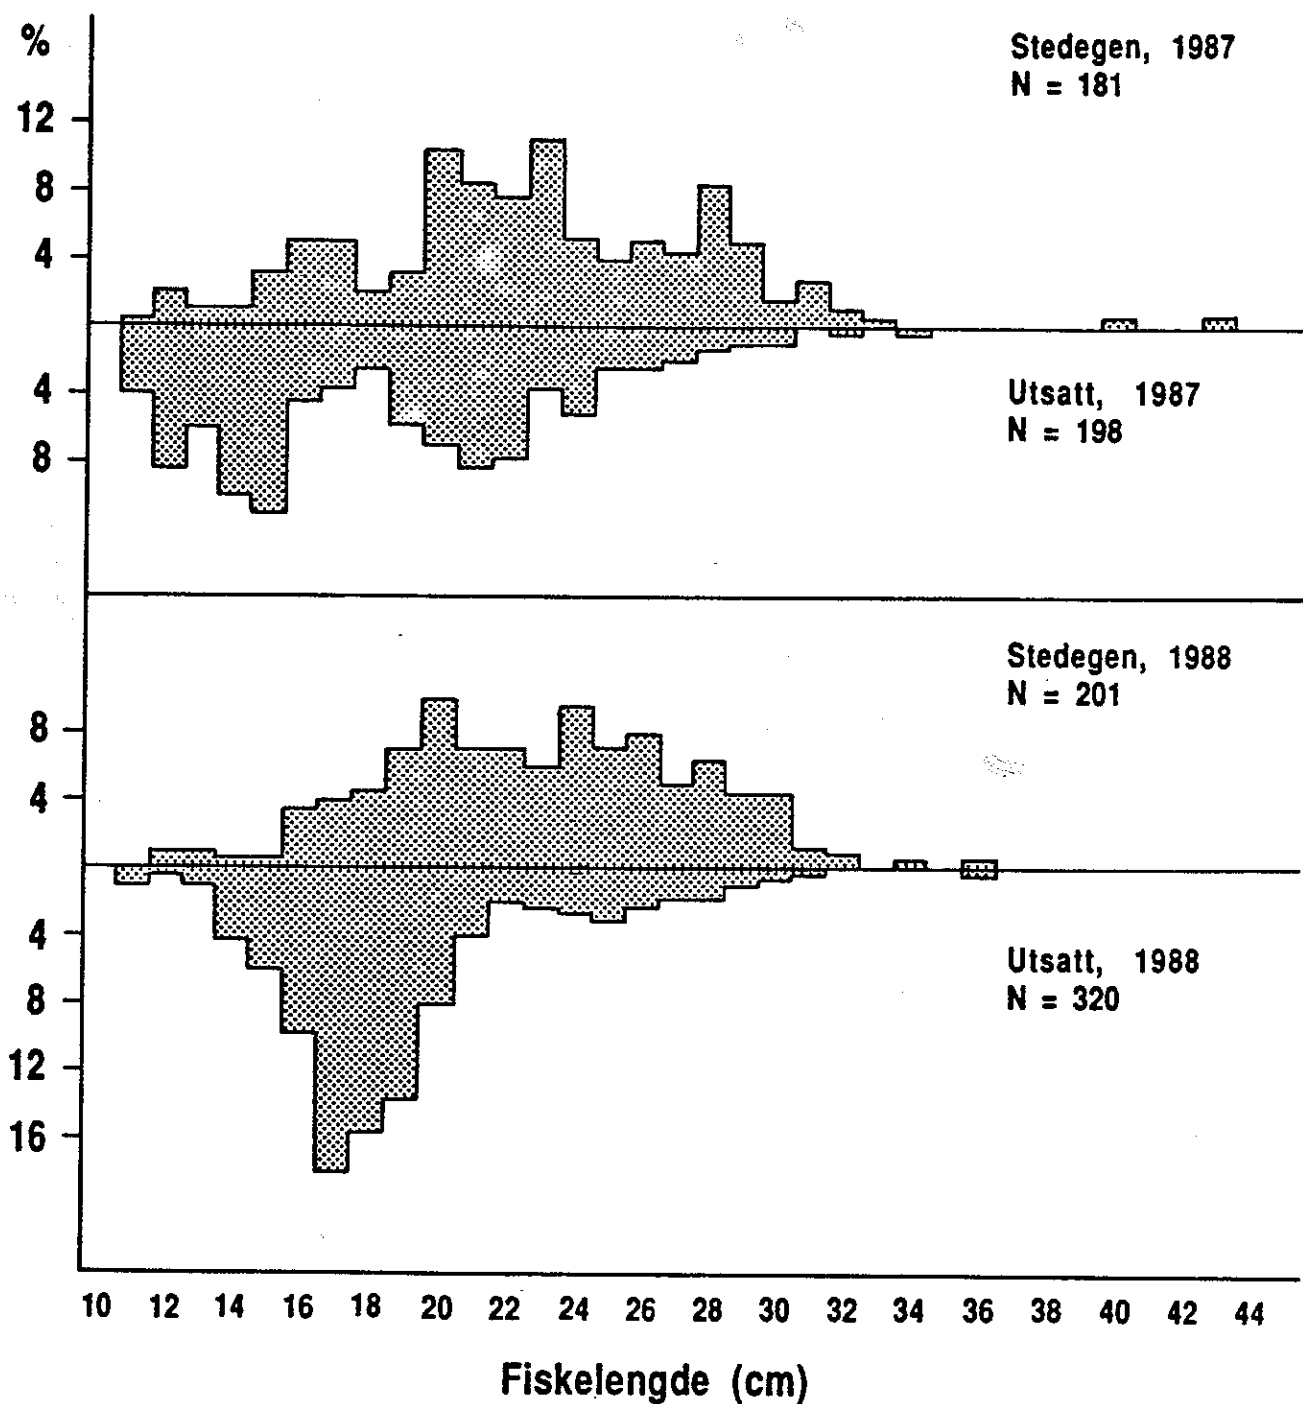 %
Stedegen, 1987
N = 181
12
8
4
4
8
Utsatt, 1987
N = 198
Stedegen, 1988
N = 201
8
4
4
8
12
16
Utsatt, 1988
N = 320
10 12 14 16 18 20 22 24 26 28 30 32 34 36 38 40 42 44
Fiskelengde (cm)